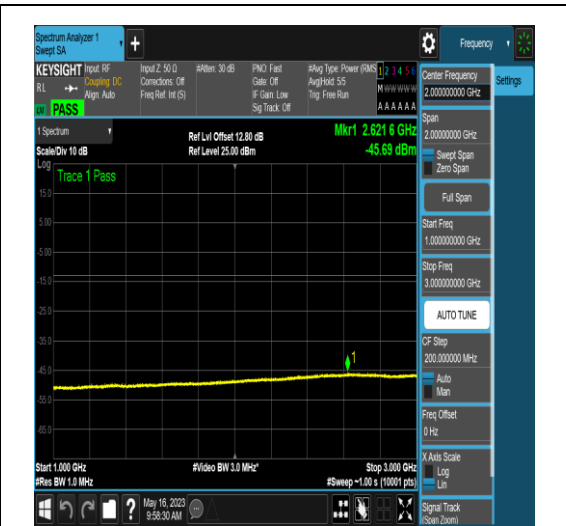 Spectrum Analyzer 1
Swept SA
+
Frequency
KEYSIGHT
Input: RF
Coupling: DC
Align: Auto
RL
PASS
Input Z: 50 Ω
Corrections: Off
Freq Ref: Int (S)
#Atten: 30 dB
PNO: Fast
Gate: Off
IF Gain: Low
Sig Track: Off
#Avg Type: Power (RMS
Avg|Hold: 5/5
Trig: Free Run
1 2 3 4 5 6
M W W W W W
A A A A A A
Center Frequency
2.000000000 GHz
Settings
Span
2.00000000 GHz
Swept Span
Zero Span
Full Span
Start Freq
1.000000000 GHz
Stop Freq
3.000000000 GHz
AUTO TUNE
CF Step
200.000000 MHz
Auto
Man
Freq Offset
0 Hz
X Axis Scale
Log
Lin
Signal Track
(Span Zoom)
1 Spectrum
Scale/Div 10 dB
Ref Lvl Offset 12.80 dB
Ref Level 25.00 dBm
Mkr1 2.621 6 GHz
-45.69 dBm
Log
Trace 1 Pass
15.0
5.00
-5.00
-15.0
-25.0
-35.0
-45.0
-55.0
-65.0
1
Start 1.000 GHz
#Res BW 1.0 MHz
#Video BW 3.0 MHz*
Stop 3.000 GHz
#Sweep ~1.00 s (10001 pts)
?
May 16, 2023
9:58:30 AM